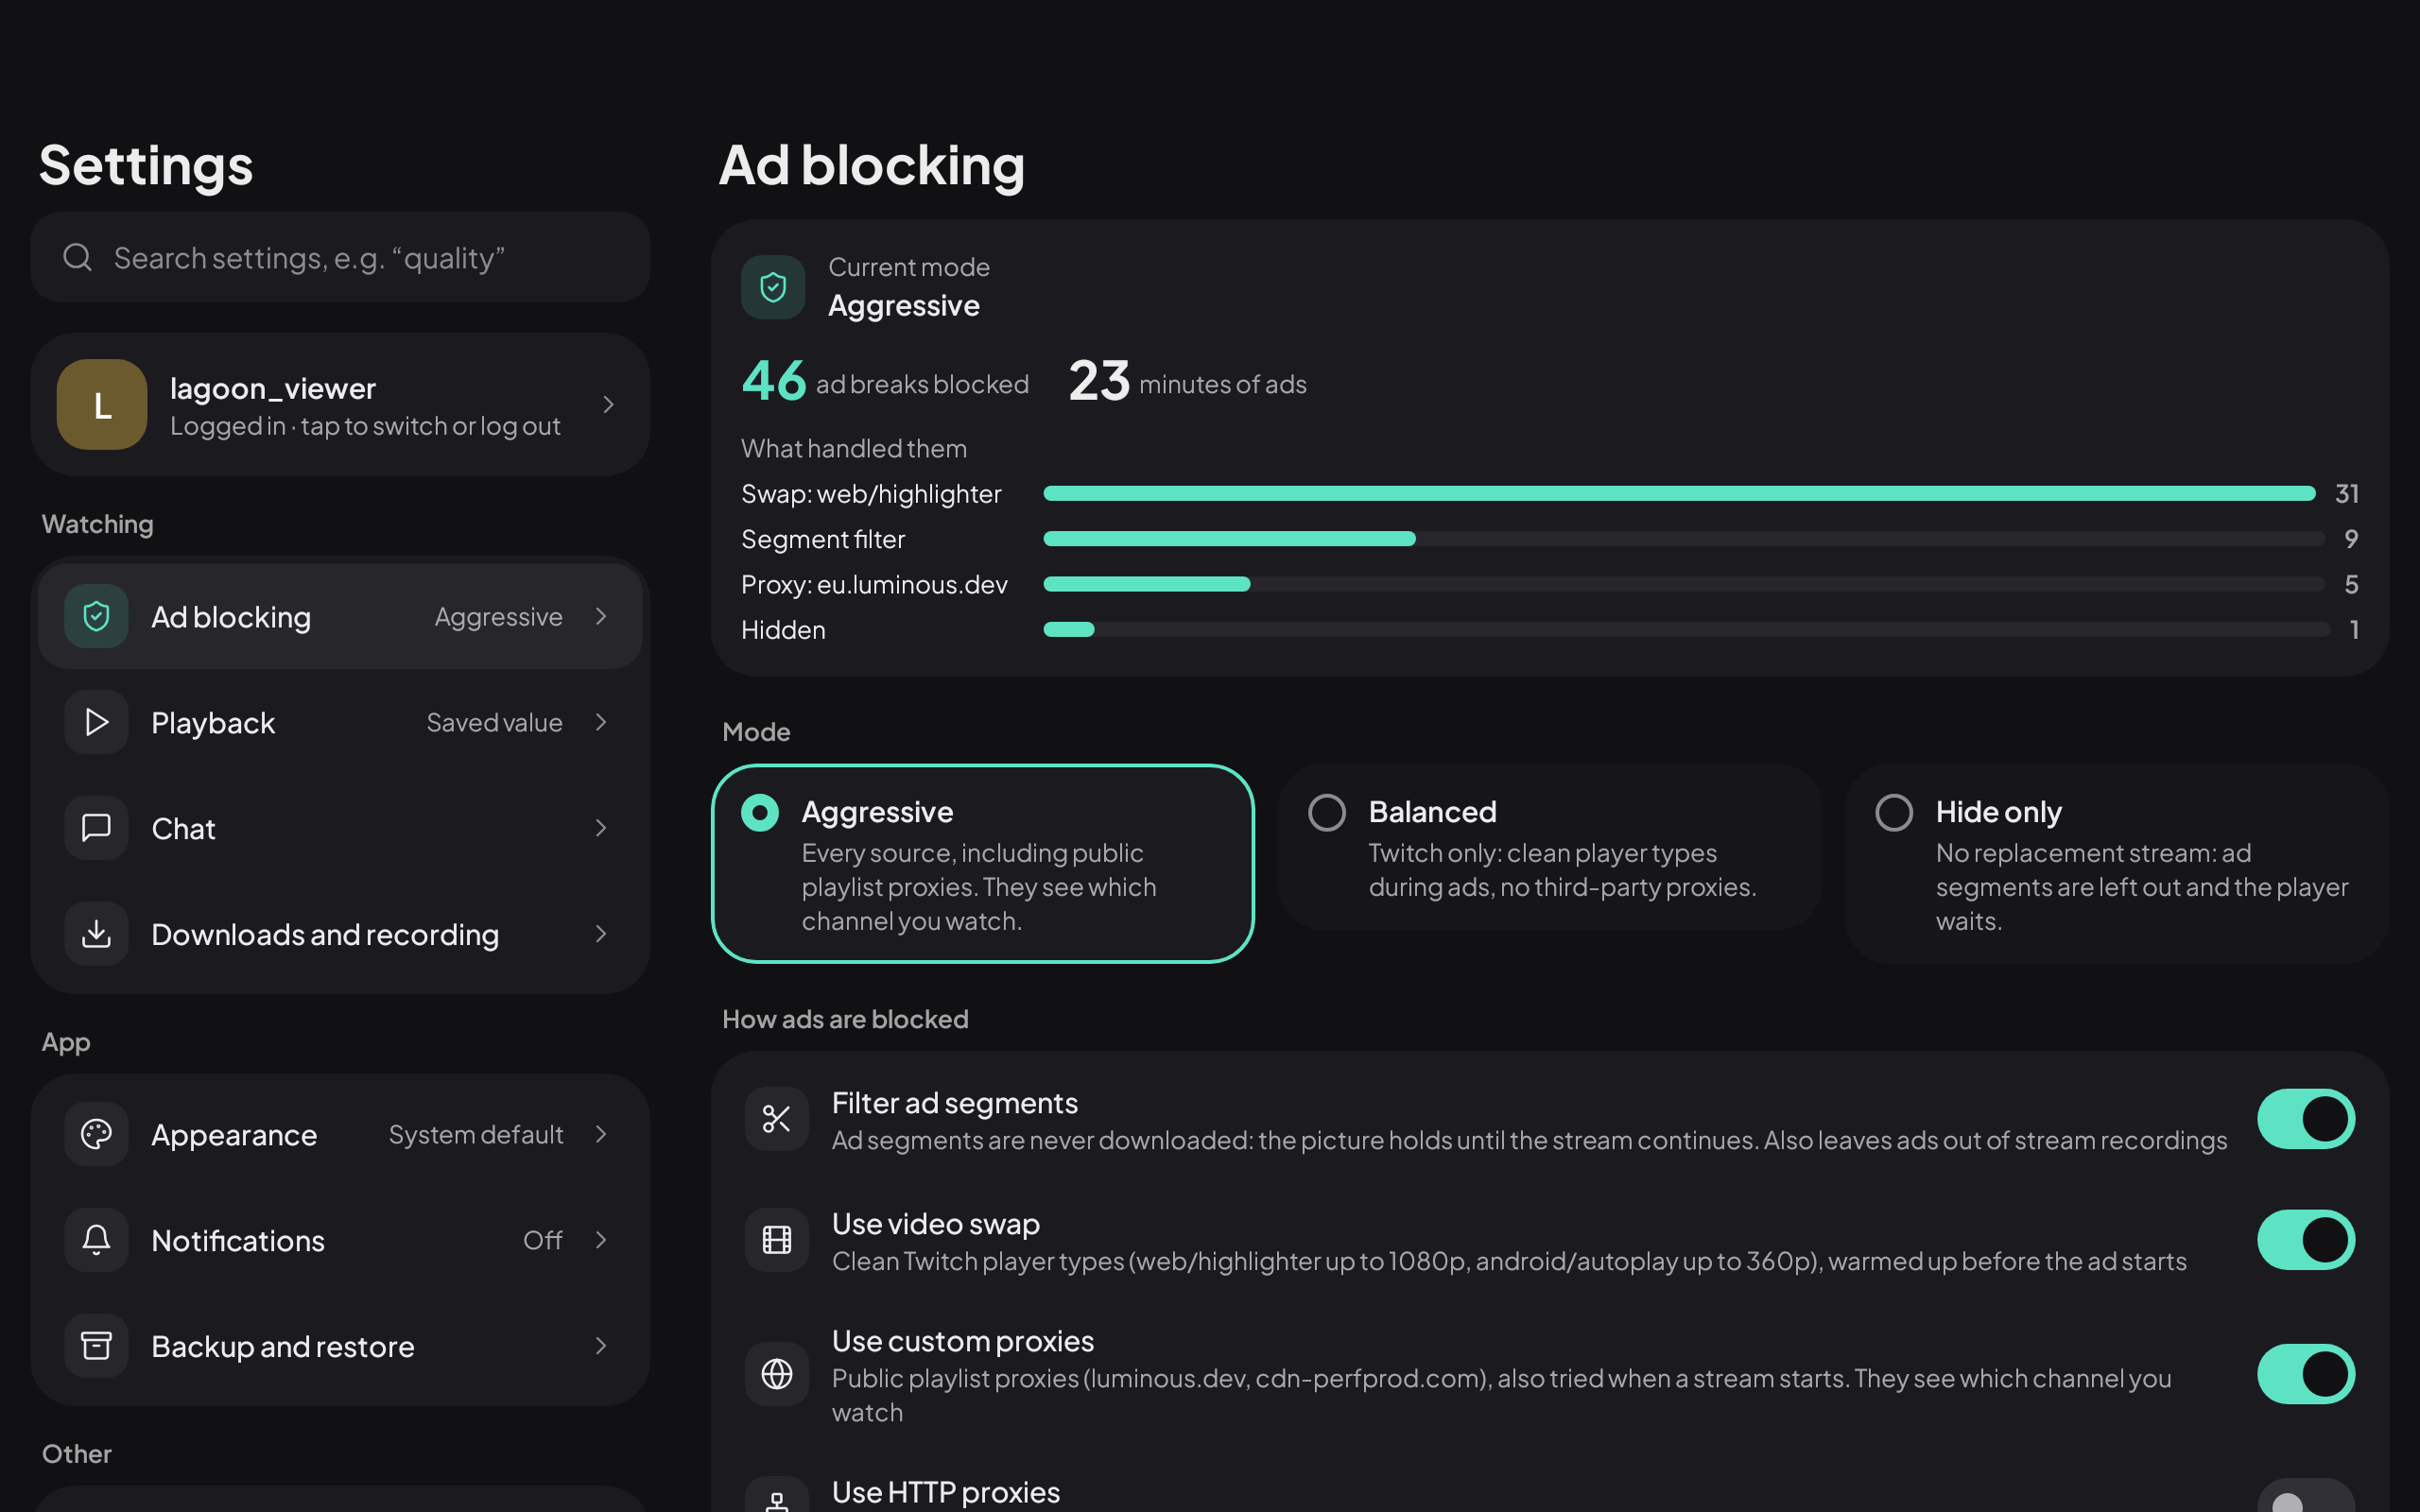 Settings
Search settings, e.g. “quality”
L
lagoon_viewer
Logged in · tap to switch or log out
Watching
Ad blocking
Aggressive
Playback
Saved value
Chat
Downloads and recording
App
Appearance
System default
Notifications
Off
Backup and restore
Other
Ad blocking
Current mode
Aggressive
46 ad breaks blocked
23 minutes of ads
What handled them
Swap: web/highlighter
31
Segment filter
9
Proxy: eu.luminous.dev
5
Hidden
1
Mode
Aggressive
Every source, including public
playlist proxies. They see which
channel you watch.
Balanced
Twitch only: clean player types
during ads, no third-party proxies.
Hide only
No replacement stream: ad
segments are left out and the player
waits.
How ads are blocked
Filter ad segments
Ad segments are never downloaded: the picture holds until the stream continues. Also leaves ads out of stream recordings
Use video swap
Clean Twitch player types (web/highlighter up to 1080p, android/autoplay up to 360p), warmed up before the ad starts
Use custom proxies
Public playlist proxies (luminous.dev, cdn-perfprod.com), also tried when a stream starts. They see which channel you
watch
Use HTTP proxies